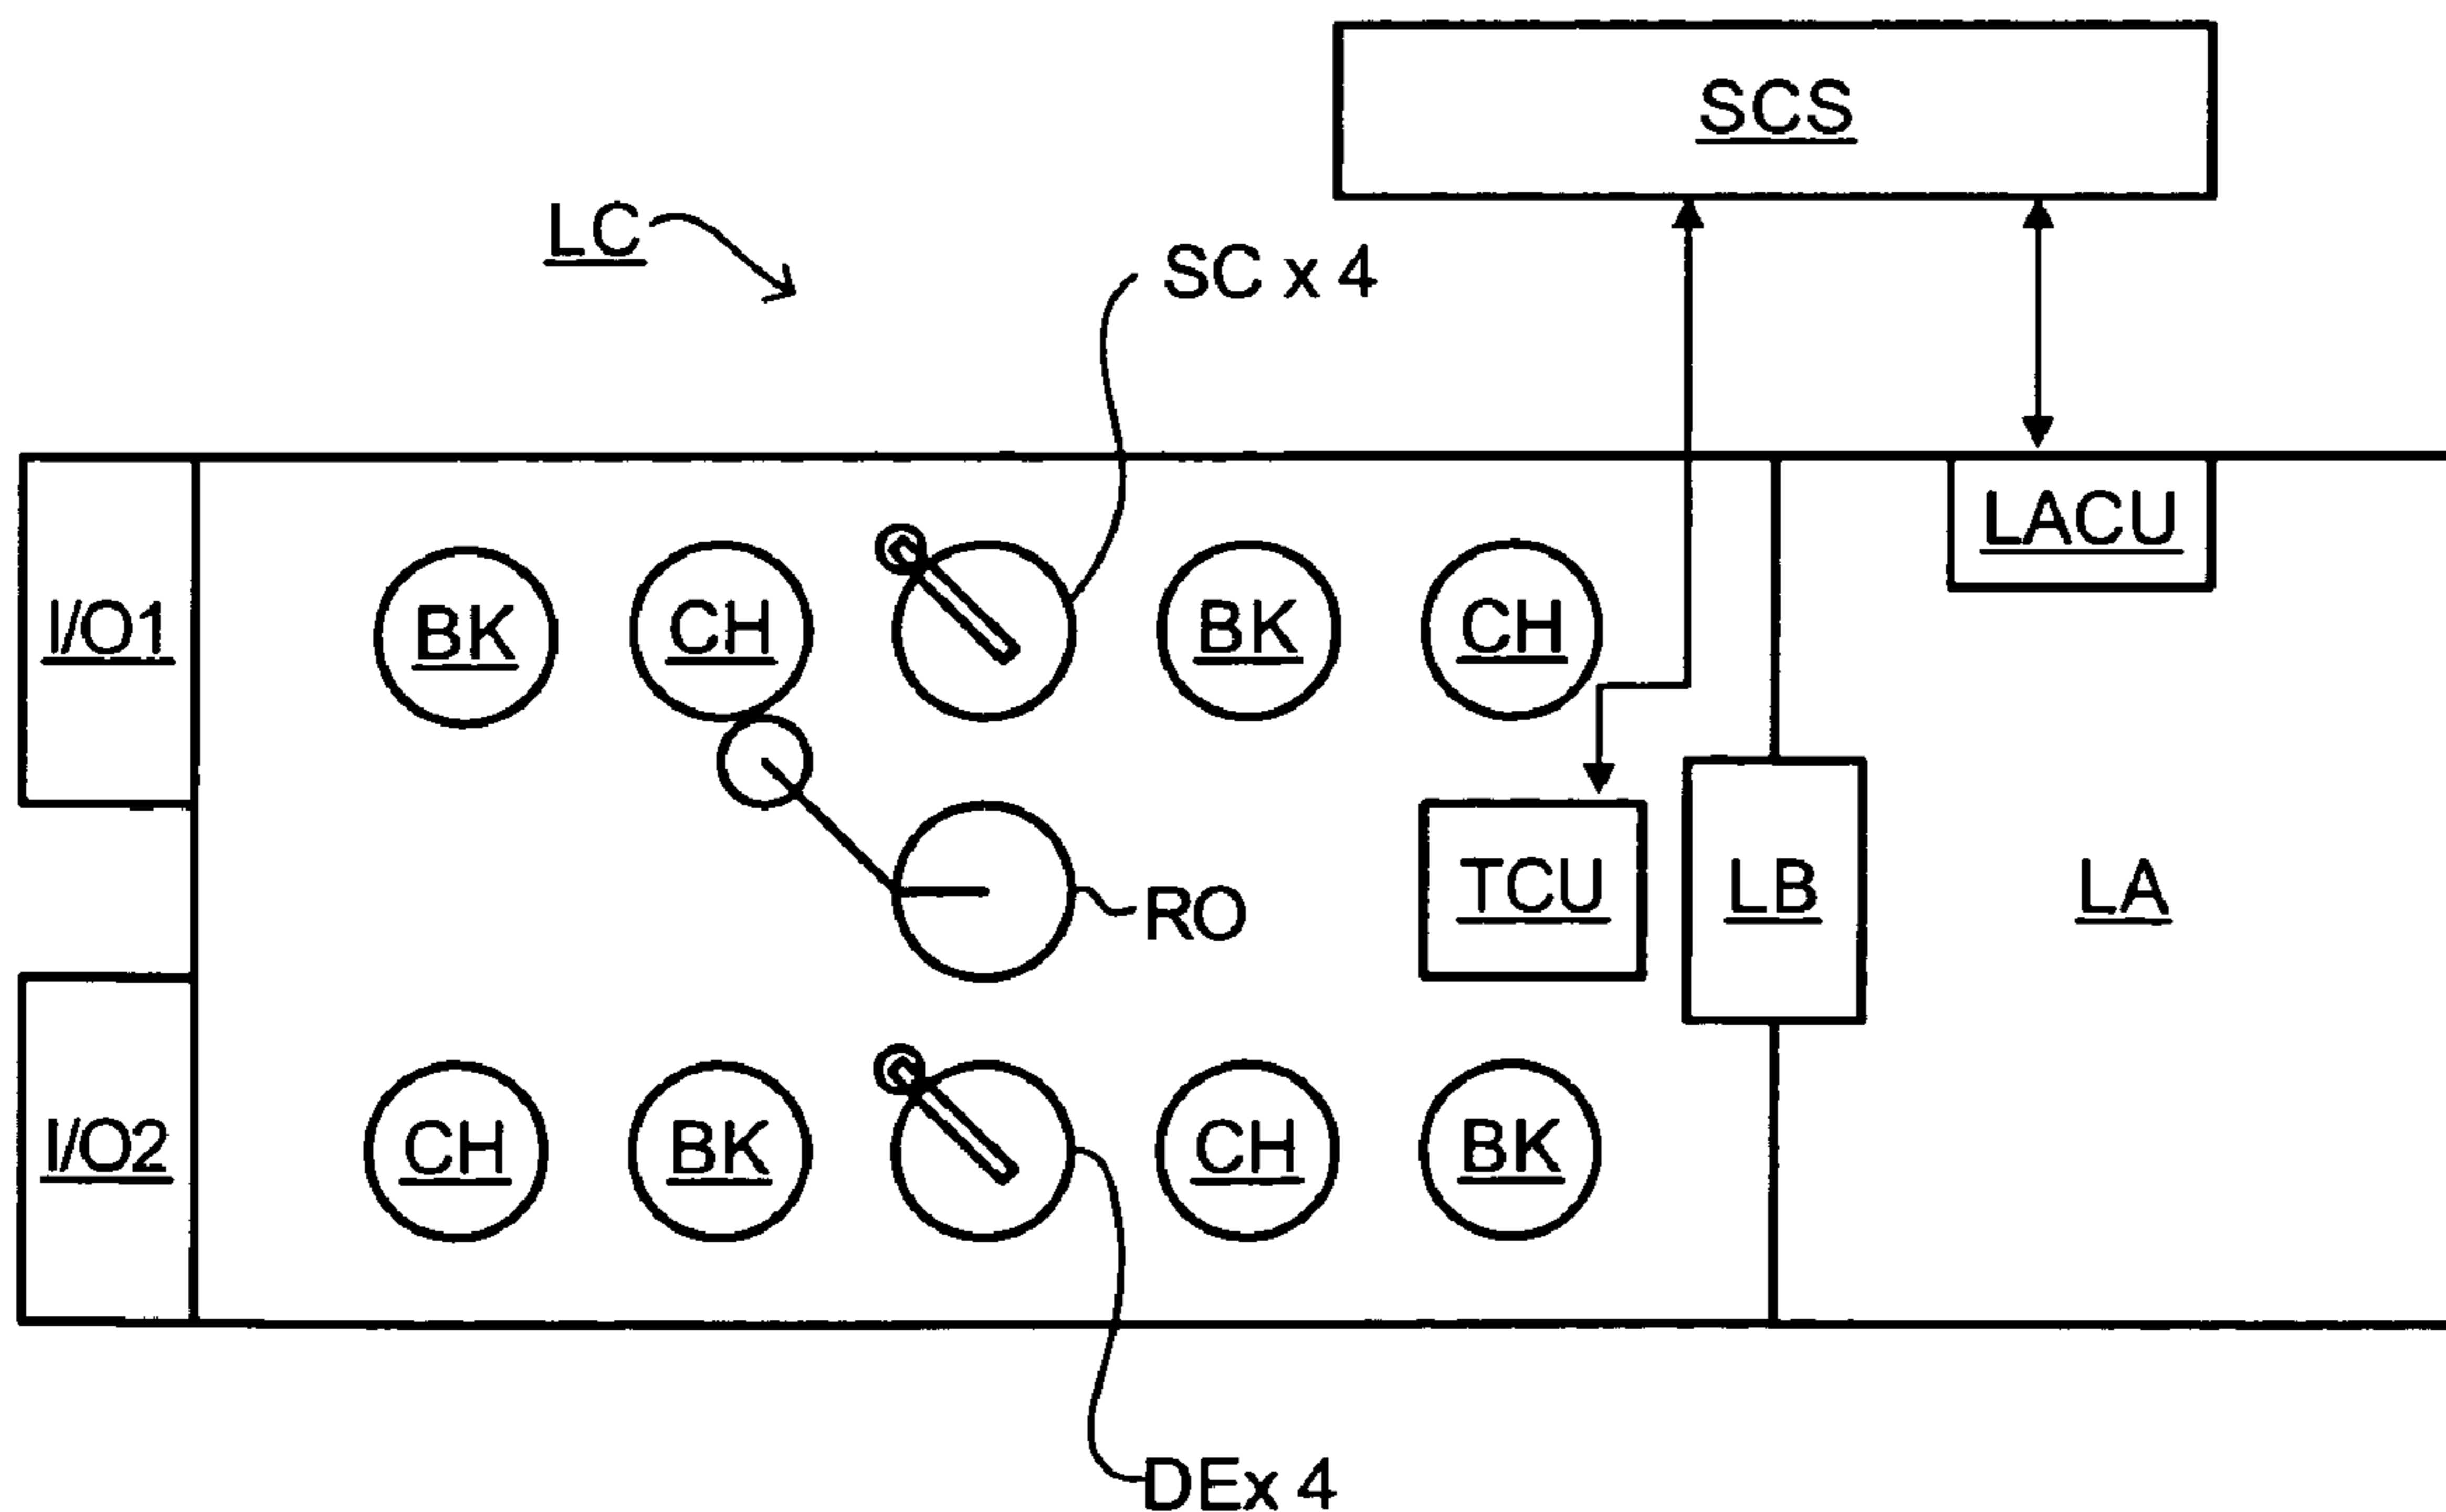 SCS
LC
SC x 4
LACU
I/O1
BK
CH
BK
CH
RO
TCU
LB
LA
I/O2
CH
BK
CH
BK
DEx 4